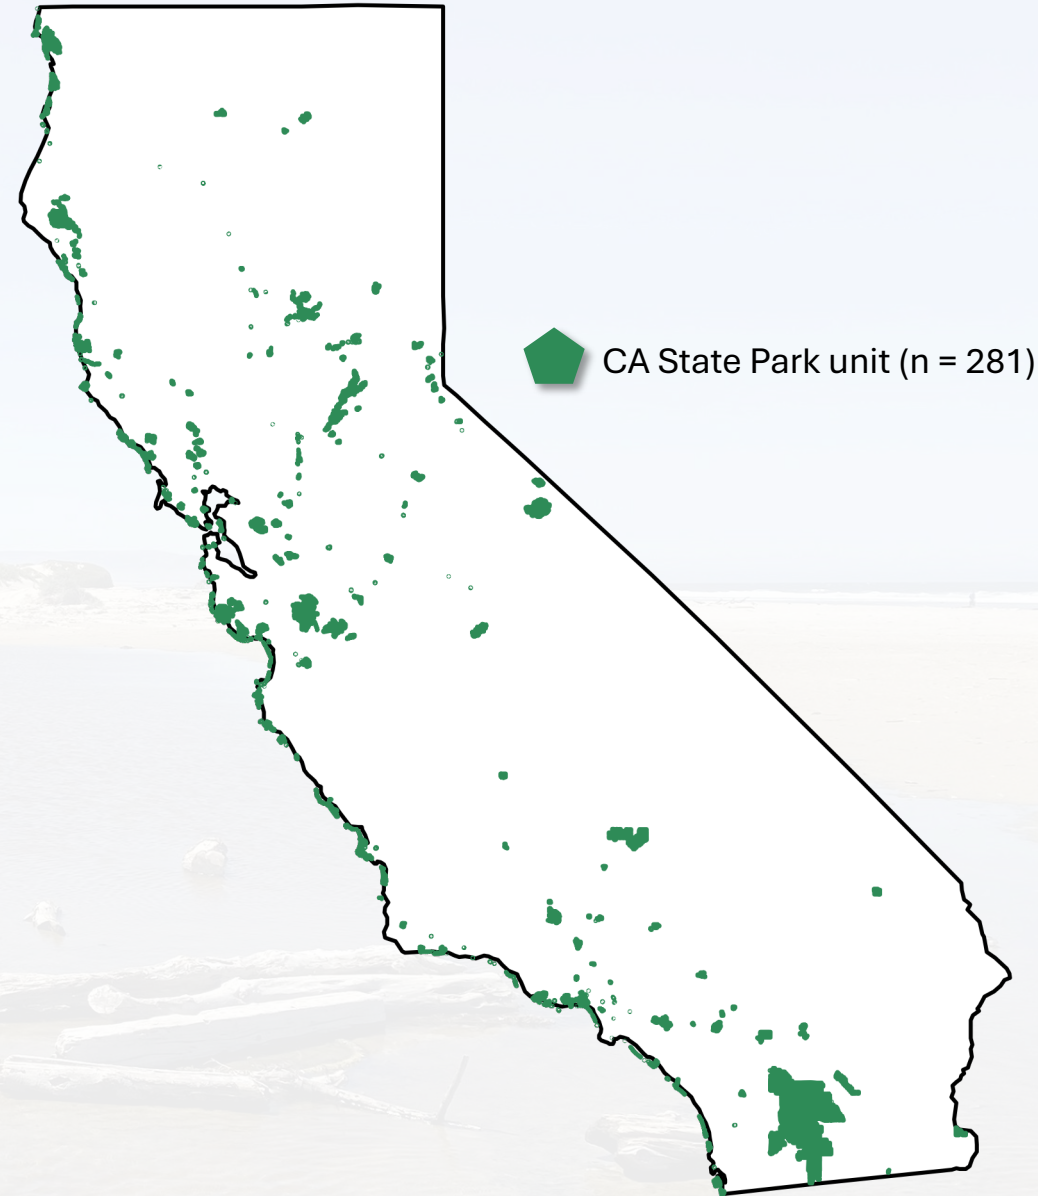 CA State Park unit (n = 281)